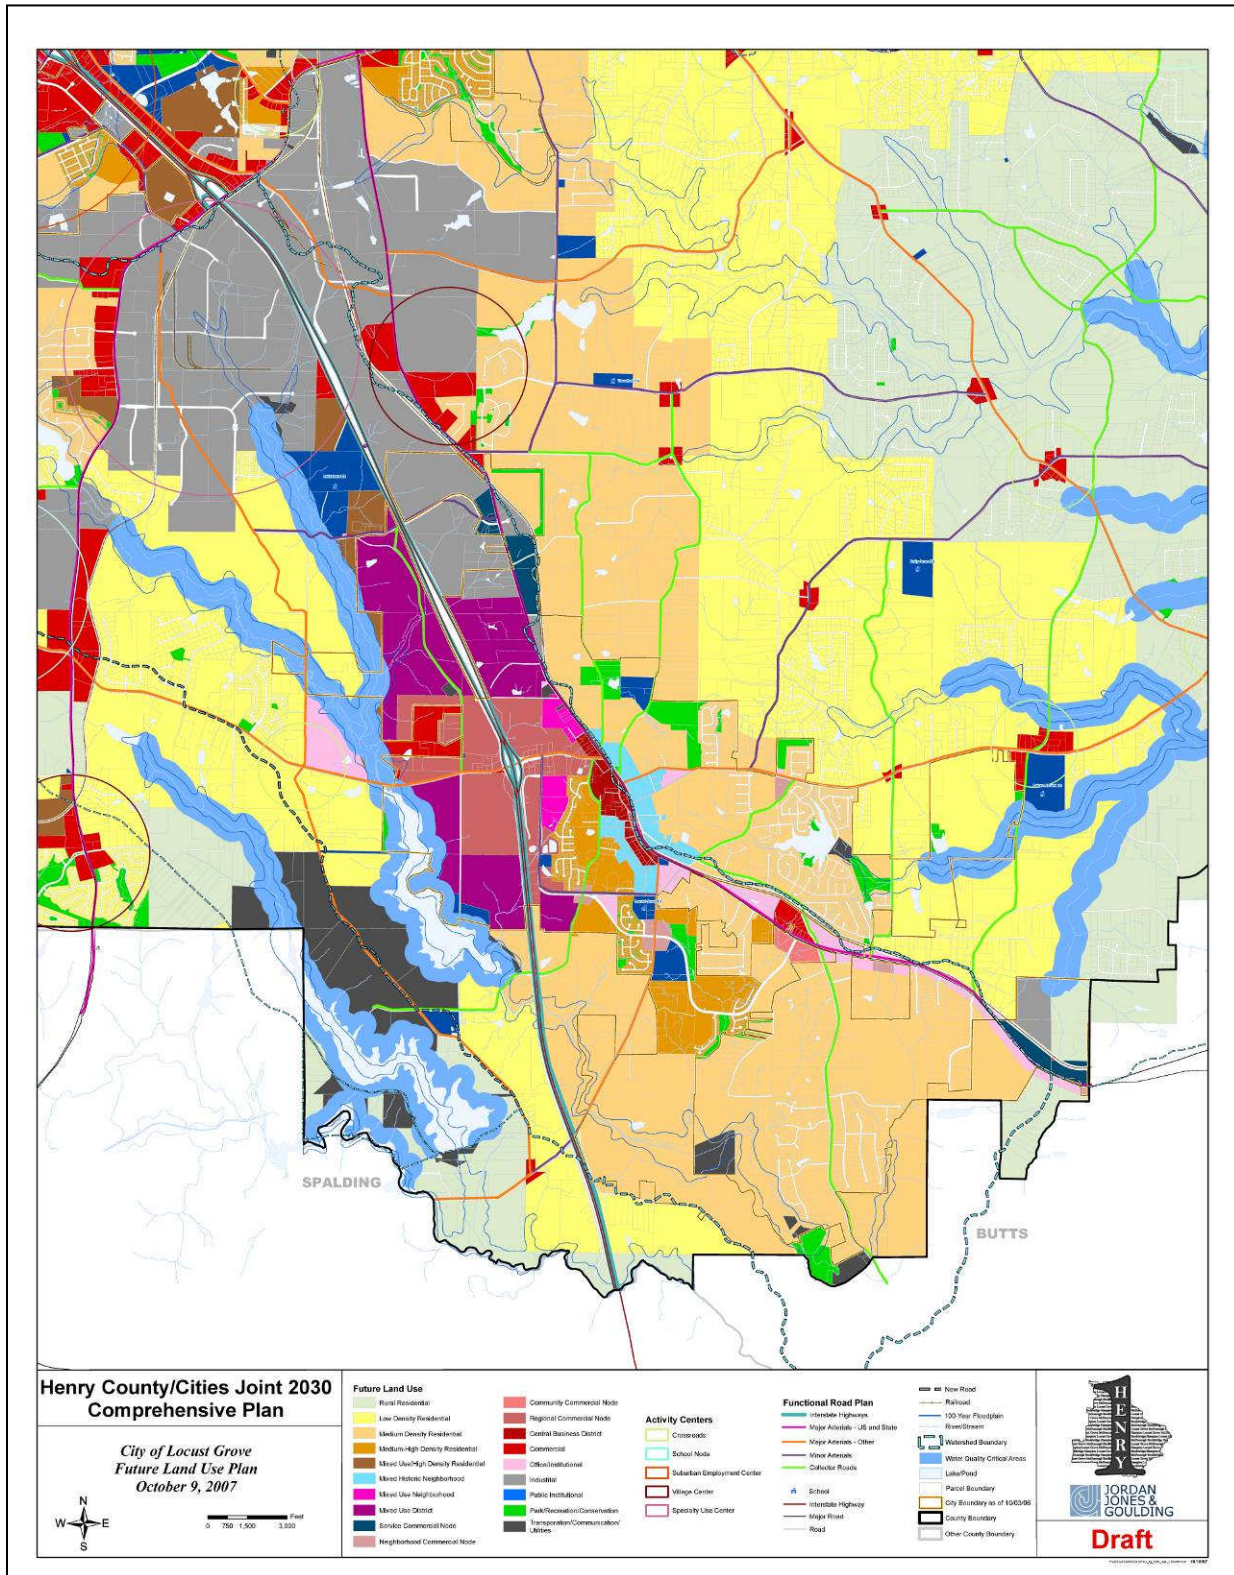 SPALDING
BUTTS
Henry County/Cities Joint 2030
Comprehensive Plan
City of Locust Grove
Future Land Use Plan
October 9, 2007
N
W
E
S
0 750 1,500
Feet
Future Land Use
Rural Residential
Low Density Residential
Medium Density Residential
Medium-High Density Residential
Mixed Use/High Density Residential
Mixed Historic Neighborhood
Mixed Use Neighborhood
Mixed Use District
Service Commercial Node
Neighborhood Commercial Node
Community Commercial Node
Regional Commercial Node
Central Business District
Commercial
Office/Institutional
Industrial
Public Institutional
Park/Recreation/Conservation
Transporation/Communication/
Utilities
Activity Centers
Crossroads
School Node
Suburban Employment Center
Village Center
Specialty Use Center
Functional Road Plan
Interstate Highways
Major Arterials - US and State
Major Arterials - Other
Minor Arterials
Collector Roads
School
Interstate Highway
Major Road
Road
New Road
Railroad
100-Year Floodplain
River/Stream
Watershed Boundary
Water Quality Critical Areas
Lake/Pond
Parcel Boundary
City Boundary as of 10/03/06
County Boundary
Other County Boundary
HENRY
JORDAN
JONES &
GOULDING
Draft